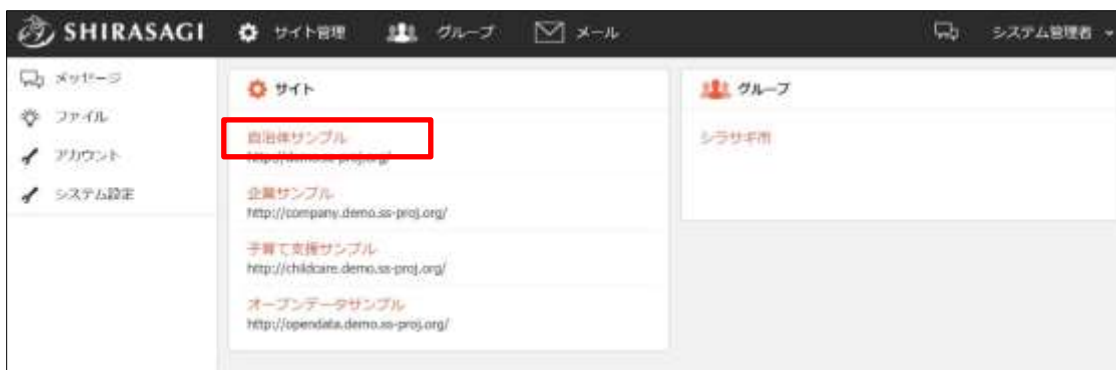 SHIRASAGI サイト管理 グループ メール システム管理者
メッセージ
ファイル
アカウント
システム設定
サイト
自治体サンプル
http://demo.ss-proj.org/
企業サンプル
http://company.demo.ss-proj.org/
子育て支援サンプル
http://childcare.demo.ss-proj.org/
オープンデータサンプル
http://opendata.demo.ss-proj.org/
グループ
シラサギ市